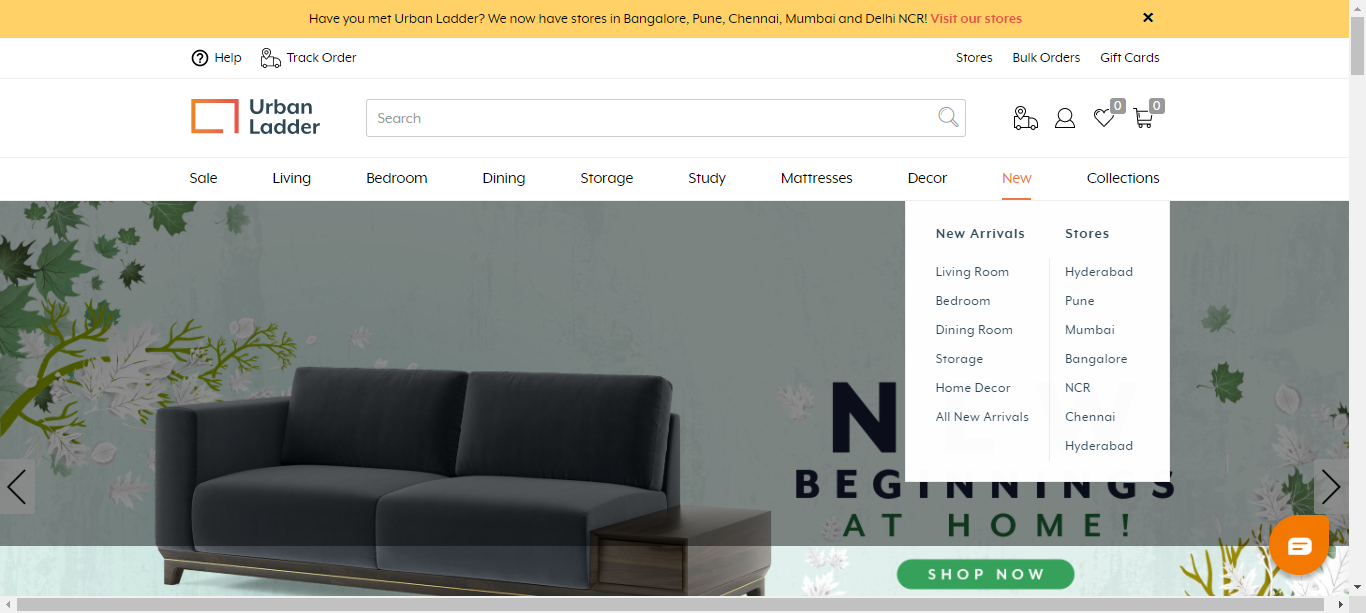 Have you met Urban Ladder? We now have stores in Bangalore, Pune, Chennai, Mumbai and Delhi NCR! Visit our stores
Help
Track Order
Stores
Bulk Orders
Gift Cards
Urban
Ladder
Search
0
0
Sale
Living
Bedroom
Dining
Storage
Study
Mattresses
Decor
New
Collections
New Arrivals
Living Room
Bedroom
Dining Room
Storage
Home Decor
All New Arrivals
Stores
Hyderabad
Pune
Mumbai
Bangalore
NCR
Chennai
Hyderabad
NEW
BEGINNINGS
AT HOME!
SHOP NOW